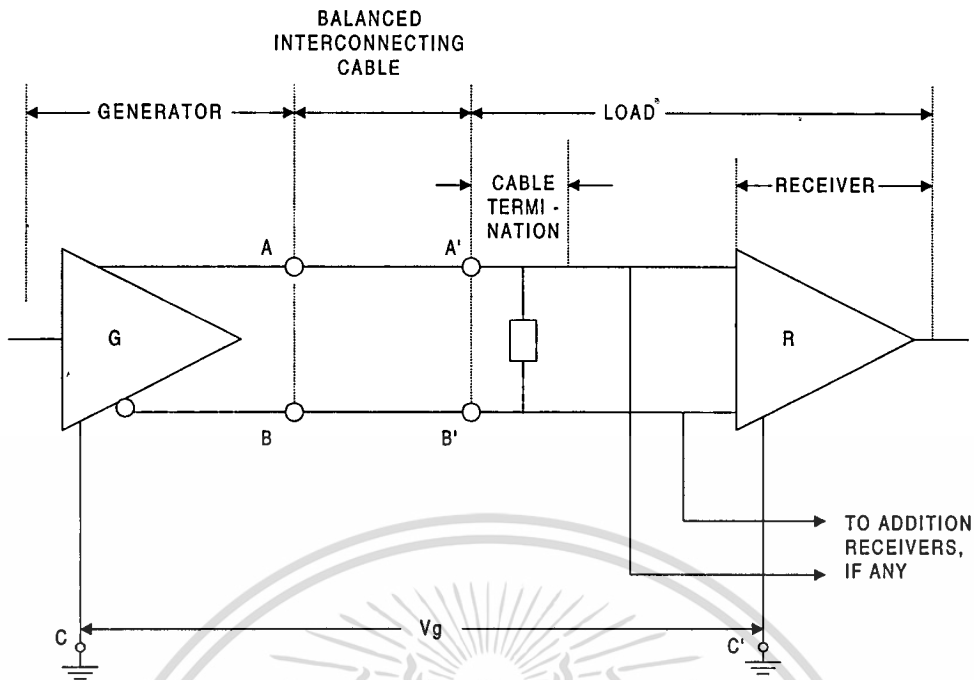 BALANCED
INTERCONNECTING
CABLE
GENERATOR
LOAD
CABLE
TERMI -
NATION
RECEIVER
A
A'
G
R
B
B'
TO ADDITION
RECEIVERS,
IF ANY
Vg
C
C'